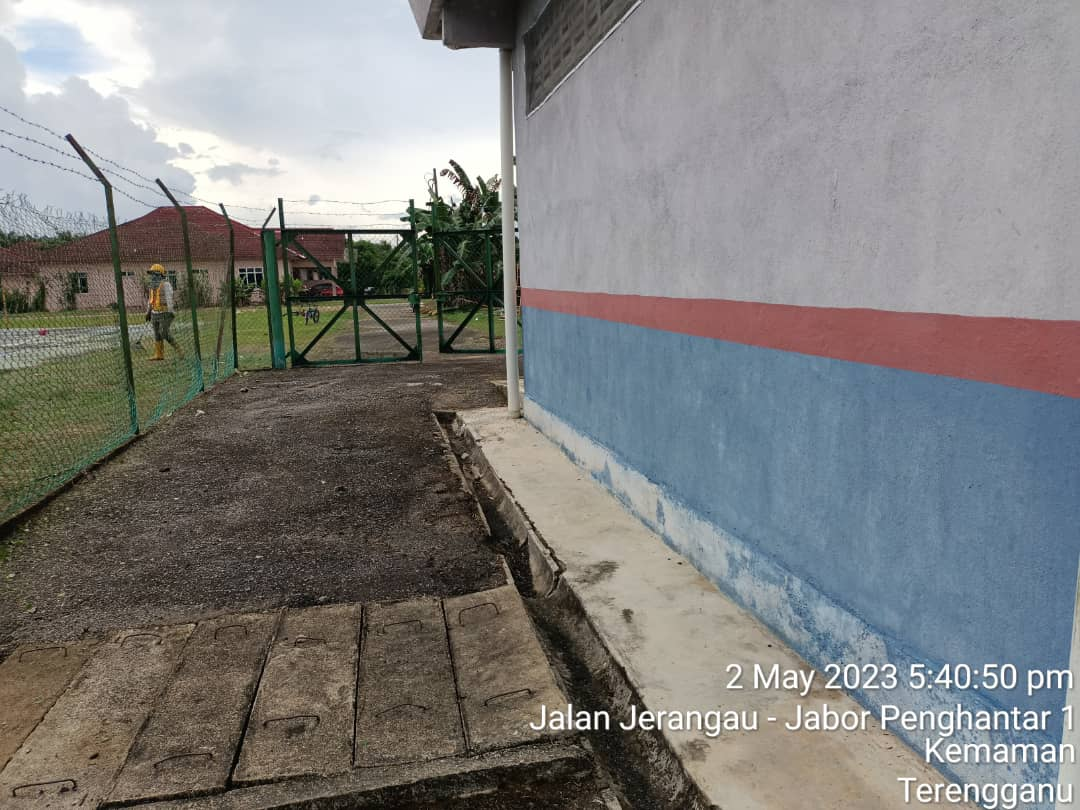 2 May 2023 5:40:50 pm
Jalan Jerangau - Jabor Penghantar 1
Kemaman
Terengganu